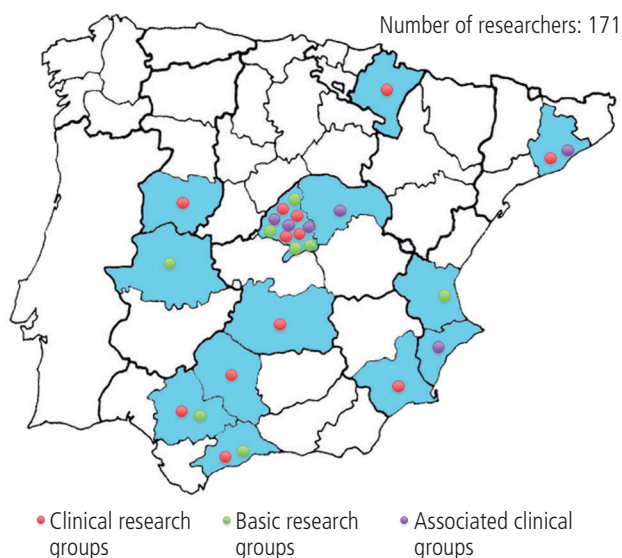 Number of researchers: 171
Clinical research groups
Basic research groups
Associated clinical groups